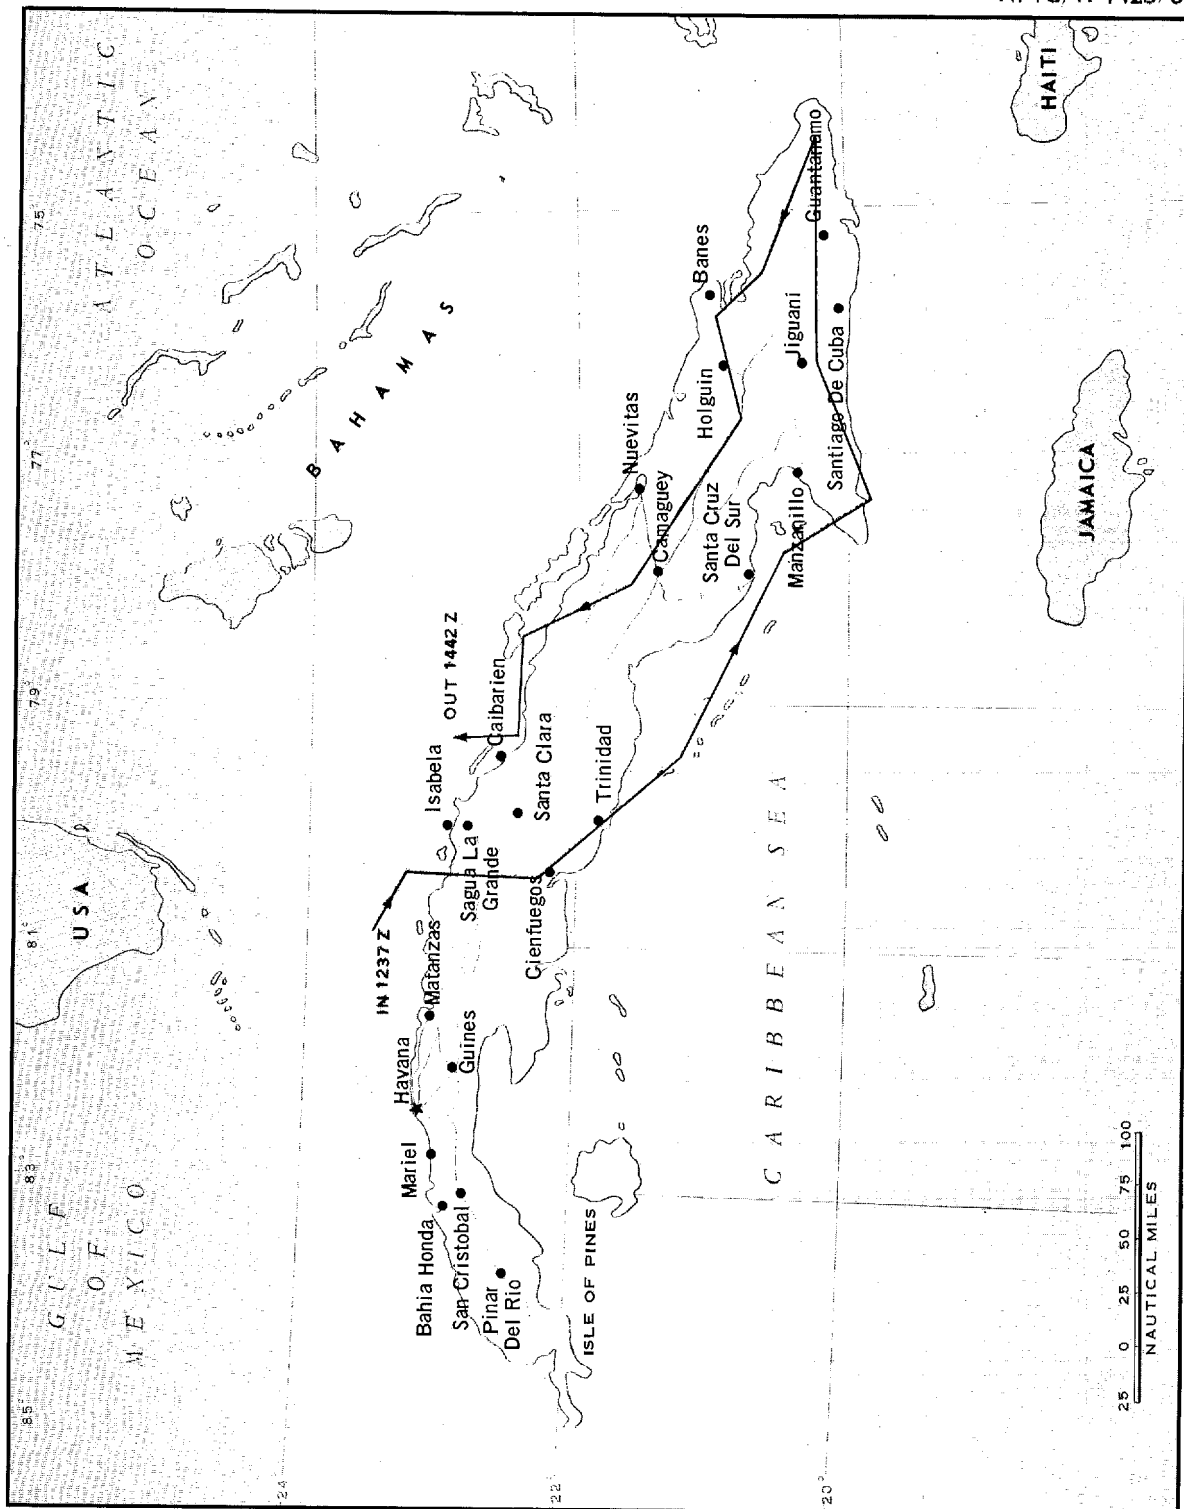 ATLANTIC
OCEAN
GULF
OF
MEXICO
USA
BAHAMAS
HAITI
JAMAICA
CARIBBEAN SEA
ISLE OF PINES
85°
83°
81°
79°
77°
75°
24
22
20°
IN 1237 Z
OUT 1442 Z
Pinar
Del Rio
San Cristobal
Bahia Honda
Mariel
Havana
Guines
Matanzas
Cienfuegos
Sagua La
Grande
Isabela
Santa Clara
Caibarien
Trinidad
Camaguey
Nuevitas
Santa Cruz
Del Sur
Manzanillo
Holguin
Banes
Jiguani
Santiago De Cuba
Guantanamo
25 0 25 50 75 100
NAUTICAL MILES